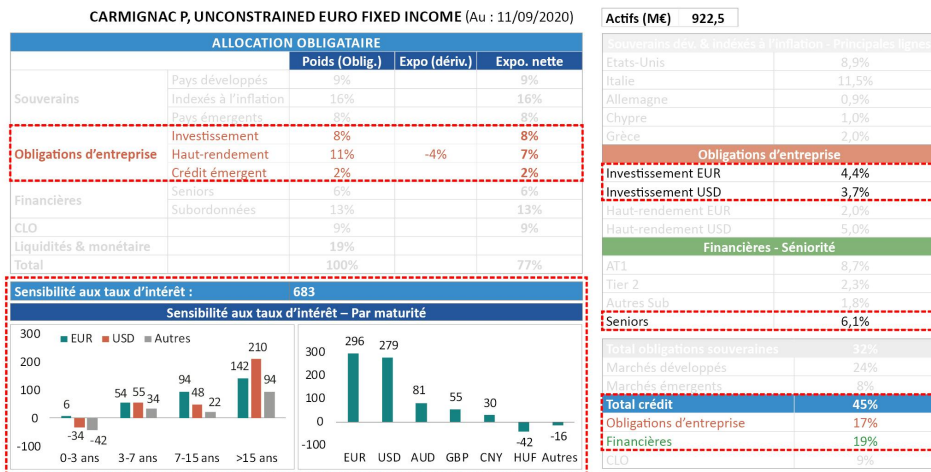 CARMIGNAC P, UNCONSTRAINED EURO FIXED INCOME (Au : 11/09/2020)
Actifs (M€) 922,5
ALLOCATION OBLIGATAIRE
Poids (Oblig.) Expo (dériv.) Expo. nette
Souverains
Pays développés 9% 9%
Indexés à l'inflation 16% 16%
Pays émergents 8% 8%
Obligations d'entreprise
Investissement 8% 8%
Haut-rendement 11% -4% 7%
Crédit émergent 2% 2%
Financières
Seniors 6% 6%
Subordonnées 13% 13%
CLO 9% 9%
Liquidités & monétaire 19%
Total 100% 77%
Sensibilité aux taux d'intérêt : 683
Sensibilité aux taux d'intérêt – Par maturité
EUR USD Autres
300
200
100
0
-100
6 -34 -42
54 55 34
94 48 22
142 210 94
0-3 ans 3-7 ans 7-15 ans >15 ans
300
200
100
0
-100
296 279 81 55 30 -42 -16
EUR USD AUD GBP CNY HUF Autres
Souverains dév. & Indexés à l'inflation - Principales lignes
Etats-Unis 8,9%
Italie 11,5%
Allemagne 0,9%
Chypre 1,0%
Grèce 2,0%
Obligations d'entreprise
Investissement EUR 4,4%
Investissement USD 3,7%
Haut-rendement EUR 2,0%
Haut-rendement USD 5,0%
Financières - Séniorité
AT1 8,7%
Tier 2 2,3%
Autres Sub 1,8%
Seniors 6,1%
Total obligations souveraines 32%
Marchés développés 24%
Marchés émergents 8%
Total crédit 45%
Obligations d'entreprise 17%
Financières 19%
CLO 9%